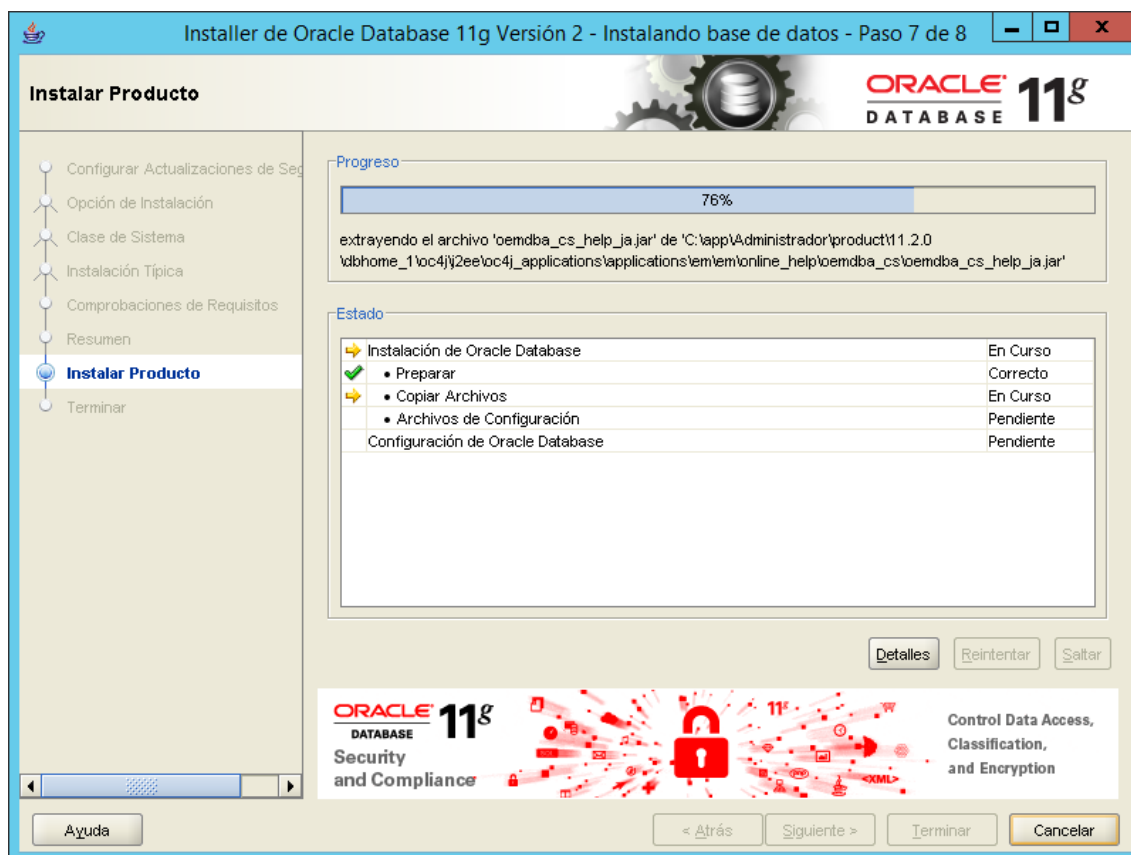 Installer de Oracle Database 11g Versión 2 - Instalando base de datos - Paso 7 de 8
Instalar Producto
ORACLE DATABASE 11g
Configurar Actualizaciones de Seg
Opción de Instalación
Clase de Sistema
Instalación Típica
Comprobaciones de Requisitos
Resumen
Instalar Producto
Terminar
Progreso
76%
extrayendo el archivo 'oemdba_cs_help_ja.jar' de 'C:\app\Administrador\product\11.2.0
\dbhome_1\oc4j\j2ee\oc4j_applications\applications\em\em\online_help\oemdba_cs\oemdba_cs_help_ja.jar'
Estado
Instalación de Oracle Database En Curso
• Preparar Correcto
• Copiar Archivos En Curso
• Archivos de Configuración Pendiente
Configuración de Oracle Database Pendiente
Detalles Reintentar Saltar
ORACLE DATABASE 11g
Security
and Compliance
11g
<XML>
Control Data Access,
Classification,
and Encryption
Ayuda < Atrás Siguiente > Terminar Cancelar